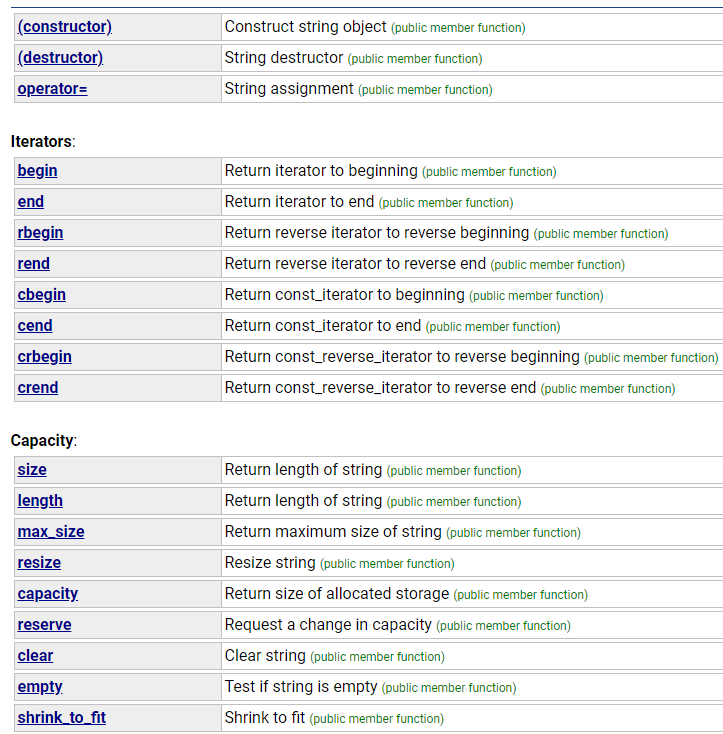 (constructor) Construct string object (public member function)
(destructor) String destructor (public member function)
operator= String assignment (public member function)
Iterators:
begin Return iterator to beginning (public member function)
end Return iterator to end (public member function)
rbegin Return reverse iterator to reverse beginning (public member function)
rend Return reverse iterator to reverse end (public member function)
cbegin Return const_iterator to beginning (public member function)
cend Return const_iterator to end (public member function)
crbegin Return const_reverse_iterator to reverse beginning (public member function)
crend Return const_reverse_iterator to reverse end (public member function)
Capacity:
size Return length of string (public member function)
length Return length of string (public member function)
max_size Return maximum size of string (public member function)
resize Resize string (public member function)
capacity Return size of allocated storage (public member function)
reserve Request a change in capacity (public member function)
clear Clear string (public member function)
empty Test if string is empty (public member function)
shrink_to_fit Shrink to fit (public member function)